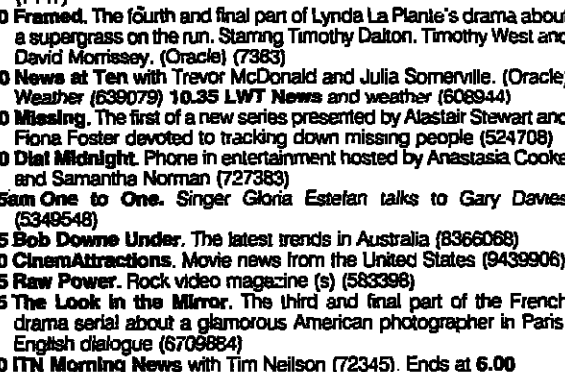 0 Framed. The fourth and final part of Lynda La Plante's drama about
a supergrass on the run. Starring Timothy Dalton. Timothy West and
David Morrissey. (Oracle) (7363)
0 News at Ten with Trevor McDonald and Julia Somerville. (Oracle)
Weather (639079) 10.35 LWT News and weather (608944)
0 Missing. The first of a new series presented by Alastair Stewart and
Fiona Foster devoted to tracking down missing people (524708)
0 Dial Midnight. Phone in entertainment hosted by Anastasia Cooke
and Samantha Norman (727383)
5am One to One. Singer Gloria Estefan talks to Gary Davies
(5349548)
5 Bob Downe Under. The latest trends in Australia (8366068)
0 CinemAttractions. Movie news from the United States (9439906)
5 Raw Power. Rock video magazine (s) (583396)
5 The Look in the Mirror. The third and final part of the French
drama serial about a glamorous American photographer in Paris.
English dialogue (6709884)
0 ITN Morning News with Tim Neilson (72345). Ends at 6.00